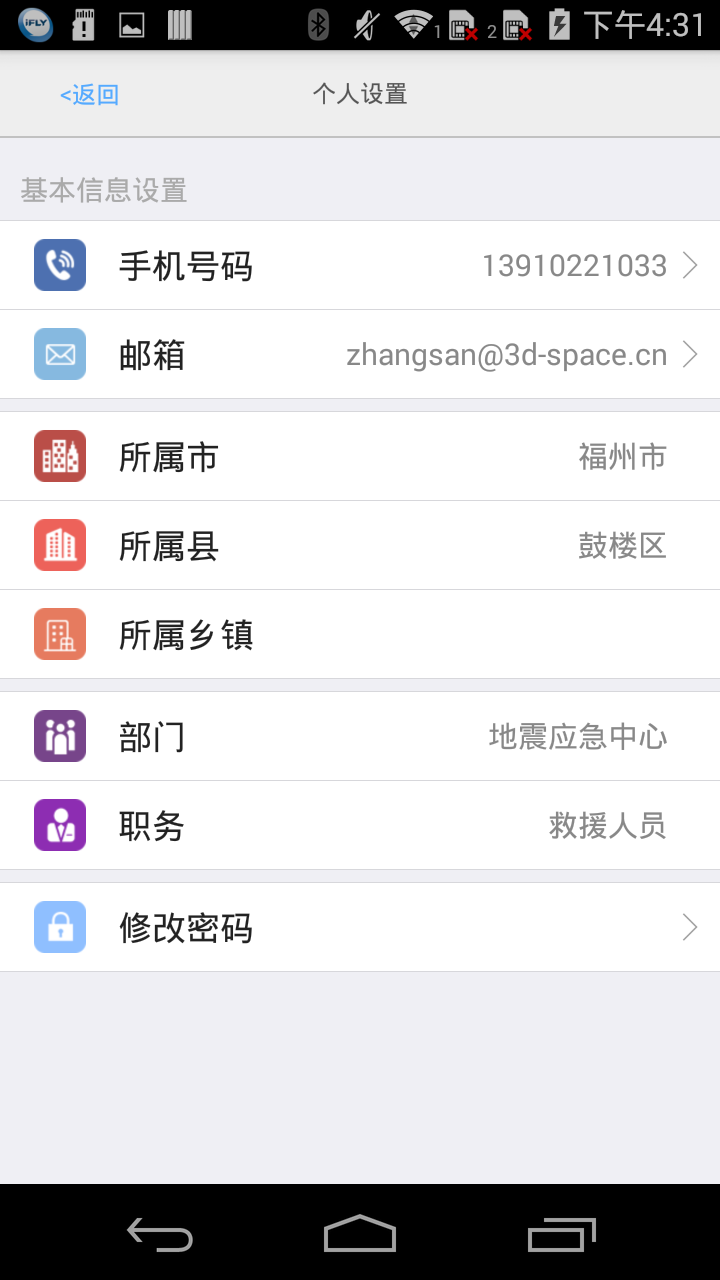 iFLY
1
2
下午4:31
<返回
个人设置
基本信息设置
手机号码 13910221033
邮箱 zhangsan@3d-space.cn
所属市 福州市
所属县 鼓楼区
所属乡镇
部门 地震应急中心
职务 救援人员
修改密码